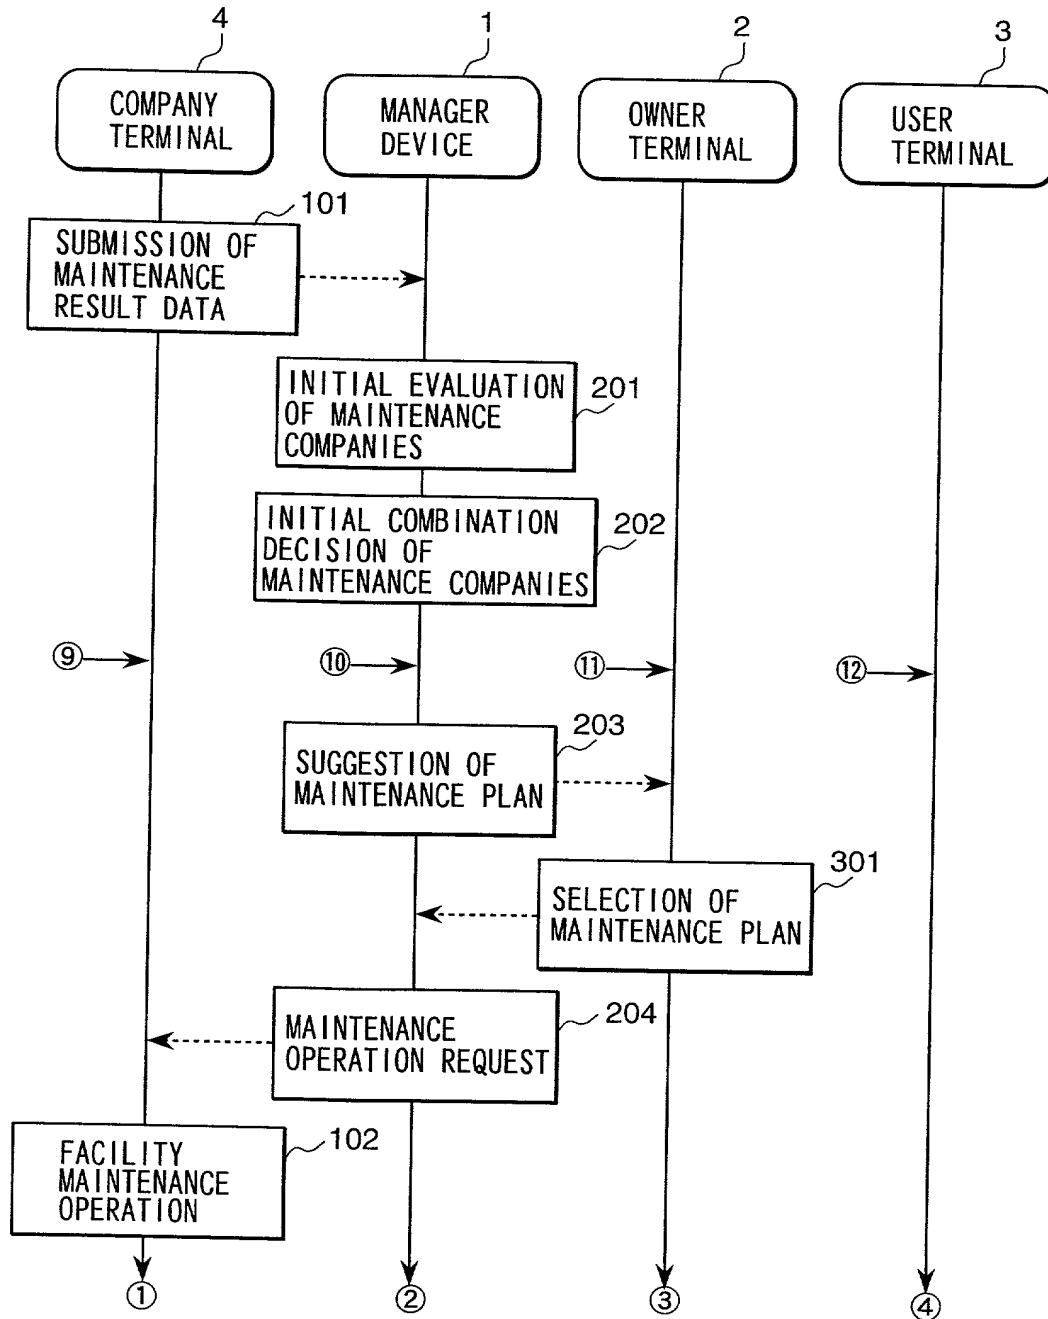 4
1
2
3
COMPANY
TERMINAL
MANAGER
DEVICE
OWNER
TERMINAL
USER
TERMINAL
101
SUBMISSION OF
MAINTENANCE
RESULT DATA
INITIAL EVALUATION
OF MAINTENANCE
COMPANIES
201
INITIAL COMBINATION
DECISION OF
MAINTENANCE COMPANIES
202
⑨
⑩
⑪
⑫
203
SUGGESTION OF
MAINTENANCE PLAN
301
SELECTION OF
MAINTENANCE PLAN
204
MAINTENANCE
OPERATION REQUEST
102
FACILITY
MAINTENANCE
OPERATION
①
②
③
④